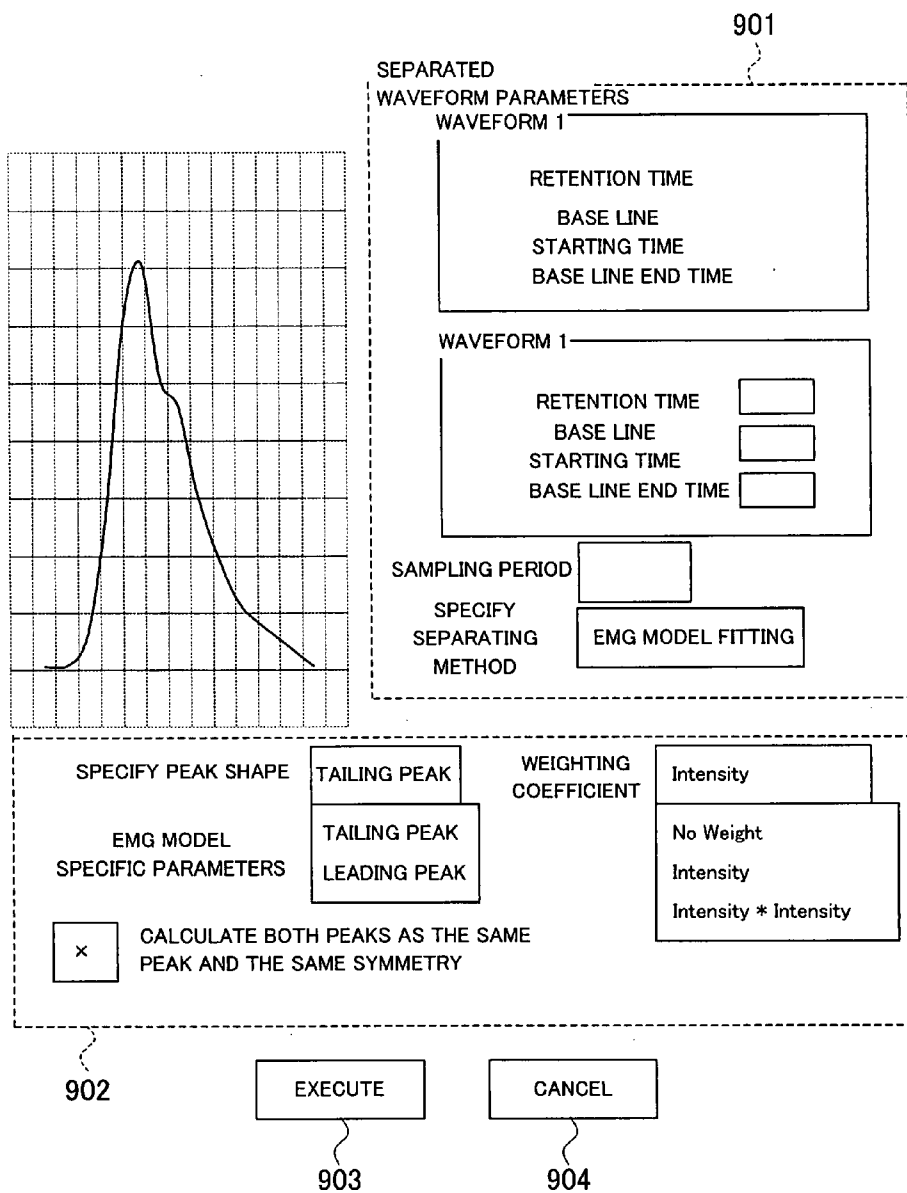 901
SEPARATED
WAVEFORM PARAMETERS
WAVEFORM 1
RETENTION TIME
BASE LINE
STARTING TIME
BASE LINE END TIME
WAVEFORM 1
RETENTION TIME
BASE LINE
STARTING TIME
BASE LINE END TIME
SAMPLING PERIOD
SPECIFY
SEPARATING
METHOD
EMG MODEL FITTING
SPECIFY PEAK SHAPE
TAILING PEAK
WEIGHTING
COEFFICIENT
Intensity
EMG MODEL
SPECIFIC PARAMETERS
TAILING PEAK
LEADING PEAK
No Weight
Intensity
Intensity * Intensity
×
CALCULATE BOTH PEAKS AS THE SAME
PEAK AND THE SAME SYMMETRY
902
EXECUTE
CANCEL
903
904